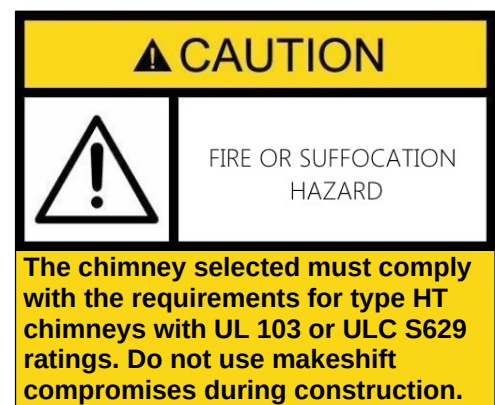 CAUTION
FIRE OR SUFFOCATION
HAZARD
The chimney selected must comply
with the requirements for type HT
chimneys with UL 103 or ULC S629
ratings. Do not use makeshift
compromises during construction.